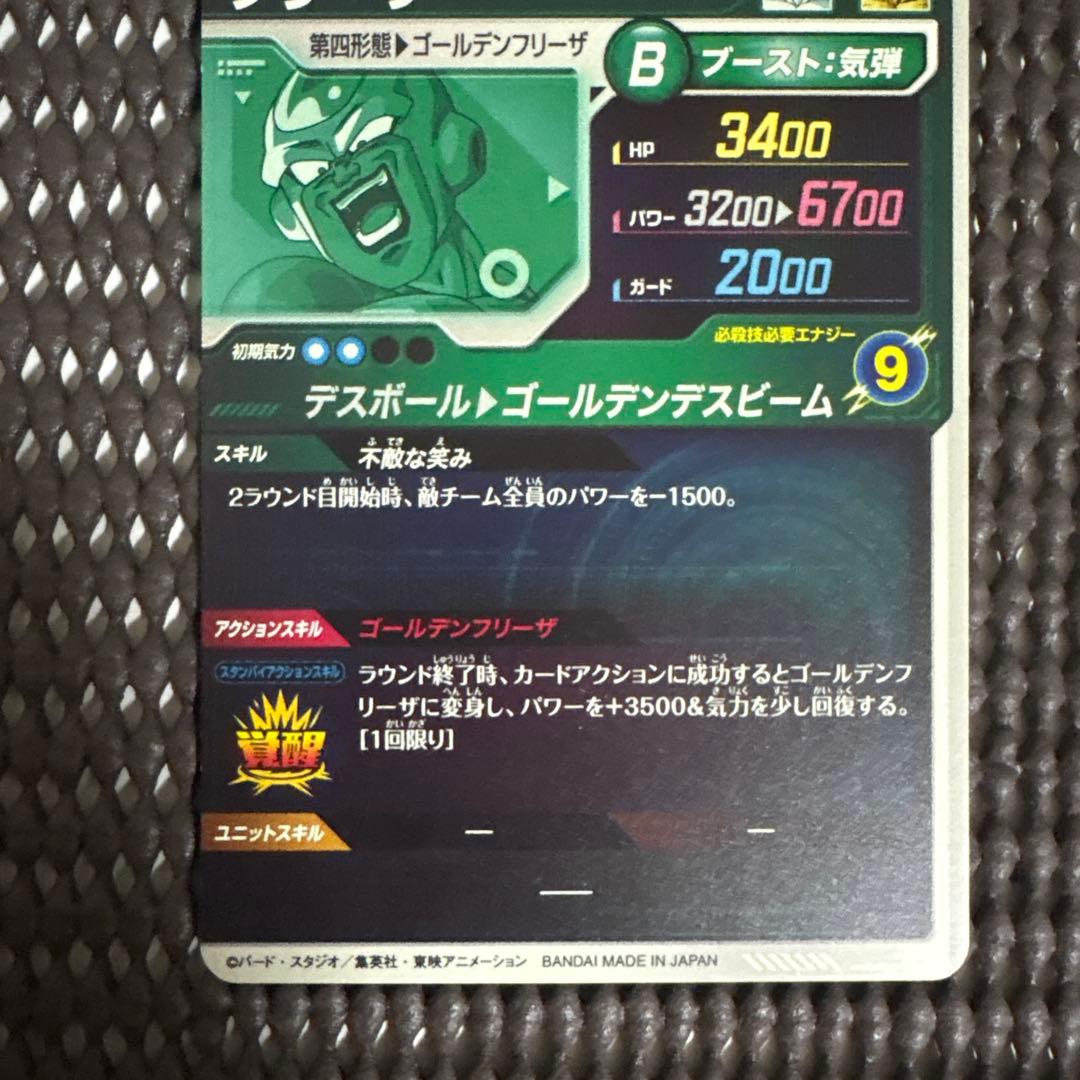 第四形態▶ゴールデンフリーザ
B ブースト:気弾
HP 3400
パワー 3200▶6700
ガード 2000
必殺技必要エナジー
9
初期気力
デスボール▶ゴールデンデスビーム
スキル 不敵な笑み
2ラウンド目開始時、敵チーム全員のパワーを−1500。
アクションスキル ゴールデンフリーザ
スタンバイアクションスキル
覚醒
ラウンド終了時、カードアクションに成功するとゴールデンフ
リーザに変身し、パワーを+3500&気力を少し回復する。
[1回限り]
ユニットスキル — —
—
©バード・スタジオ/集英社・東映アニメーション BANDAI MADE IN JAPAN